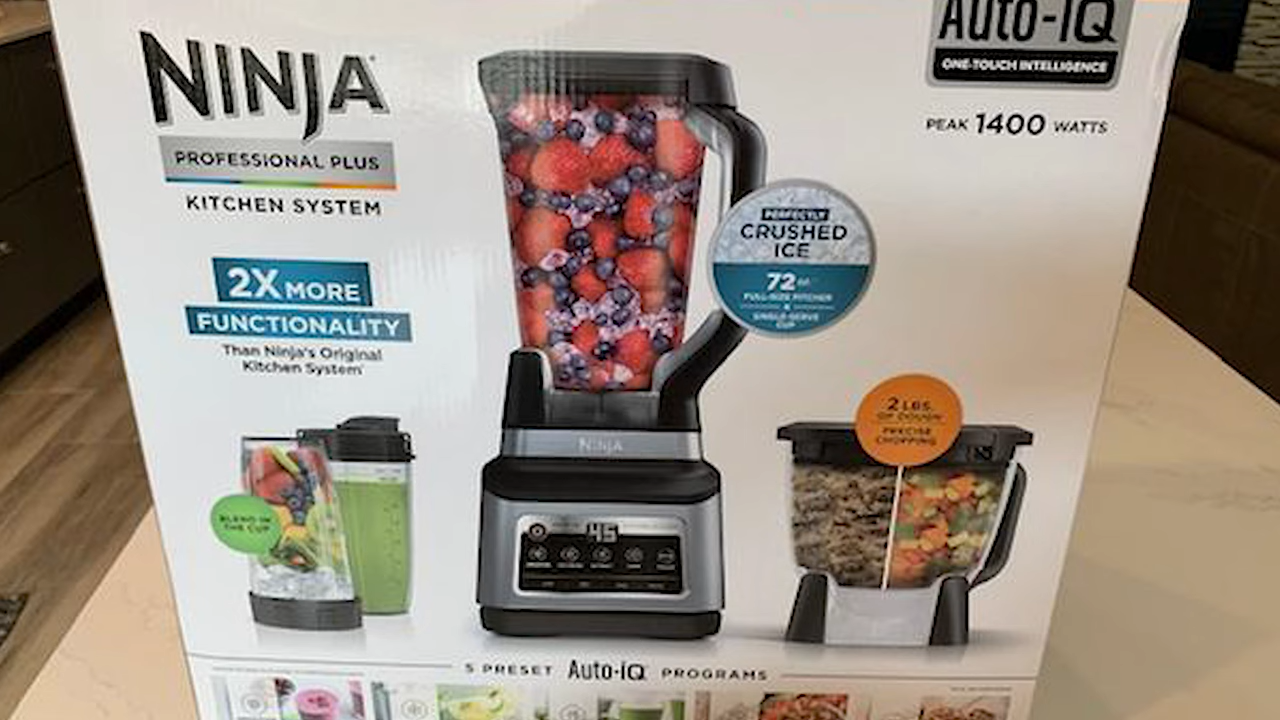 NINJA
PROFESSIONAL PLUS
KITCHEN SYSTEM
2X MORE
FUNCTIONALITY
Than Ninja's Original
Kitchen System*
Auto-iQ
ONE-TOUCH INTELLIGENCE
PEAK 1400 WATTS
PERFECTLY
CRUSHED
ICE
72 oz.**
FULL-SIZE PITCHER
&
SINGLE-SERVE
CUP
BLEND IN
THE CUP
NINJA
45
2 LBS.
OF DOUGH
PRECISE
CHOPPING
5 PRESET Auto-iQ PROGRAMS